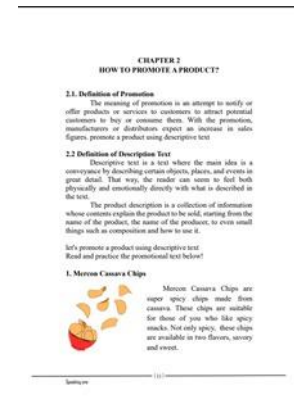 CHAPTER 2
HOW TO PROMOTE A PRODUCT?
2.1. Definition of Promotion
The meaning of promotion is an attempt to notify or
offer products or services to customers to attract potential
customers to buy or consume them. With the promotion,
manufacturers or distributors expect an increase in sales
figures. promote a product using descriptive text
2.2 Definition of Description Text
Descriptive text is a text where the main idea is a
conveyance by describing certain objects, places, and events in
great detail. That way, the reader can seem to feel both
physically and emotionally directly with what is described in
the text.
The product description is a collection of information
whose contents explain the product to be sold, starting from the
name of the product, the name of the producer, to even small
things such as composition and how to use it.
let's promote a product using descriptive text
Read and practice the promotional text below!
1. Mercon Cassava Chips
Mercon Cassava Chips are
super spicy chips made from
cassava. These chips are suitable
for those of you who like spicy
snacks. Not only spicy, these chips
are available in two flavors, savory
and sweet.
Speaking one